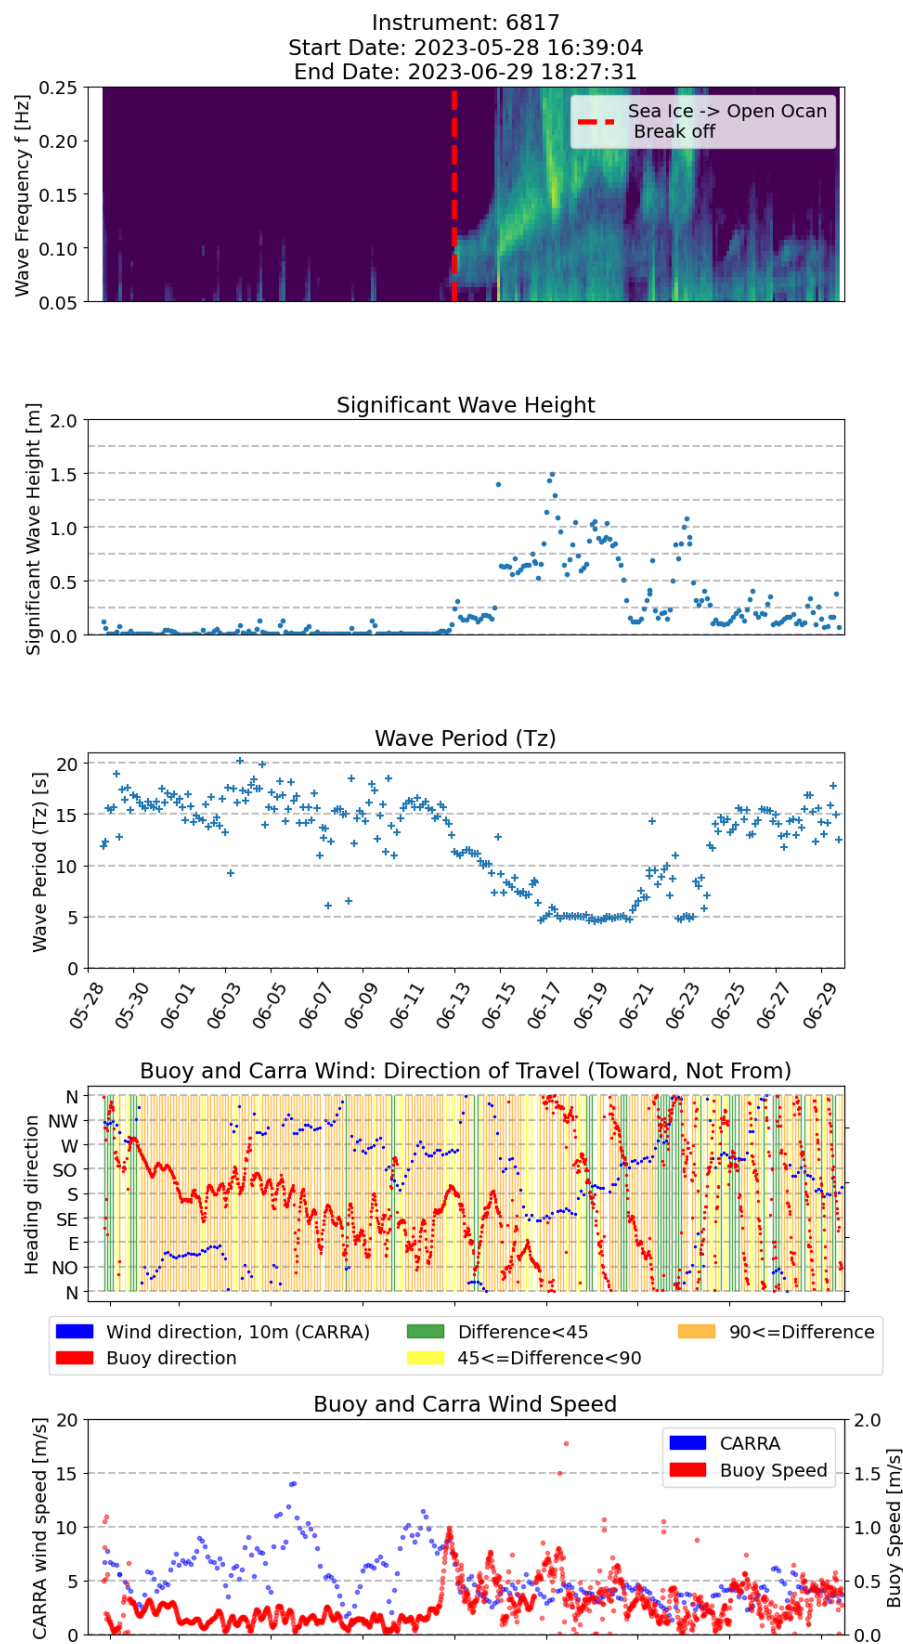 Instrument: 6817
Start Date: 2023-05-28 16:39:04
End Date: 2023-06-29 18:27:31
Wave Frequency f [Hz]
0.25
0.20
0.15
0.10
0.05
Sea Ice -> Open Ocan
Break off
Significant Wave Height
Significant Wave Height [m]
2.0
1.5
1.0
0.5
0.0
Wave Period (Tz)
Wave Period (Tz) [s]
20
15
10
5
0
05-28
05-30
06-01
06-03
06-05
06-07
06-09
06-11
06-13
06-15
06-17
06-19
06-21
06-23
06-25
06-27
06-29
Buoy and Carra Wind: Direction of Travel (Toward, Not From)
Heading direction
N
NW
W
SO
S
SE
E
NO
N
Wind direction, 10m (CARRA)
Buoy direction
Difference<45
45<=Difference<90
90<=Difference
Buoy and Carra Wind Speed
CARRA wind speed [m/s]
20
15
10
5
0
CARRA
Buoy Speed
2.0
1.5
1.0
0.5
0.0
Buoy Speed [m/s]